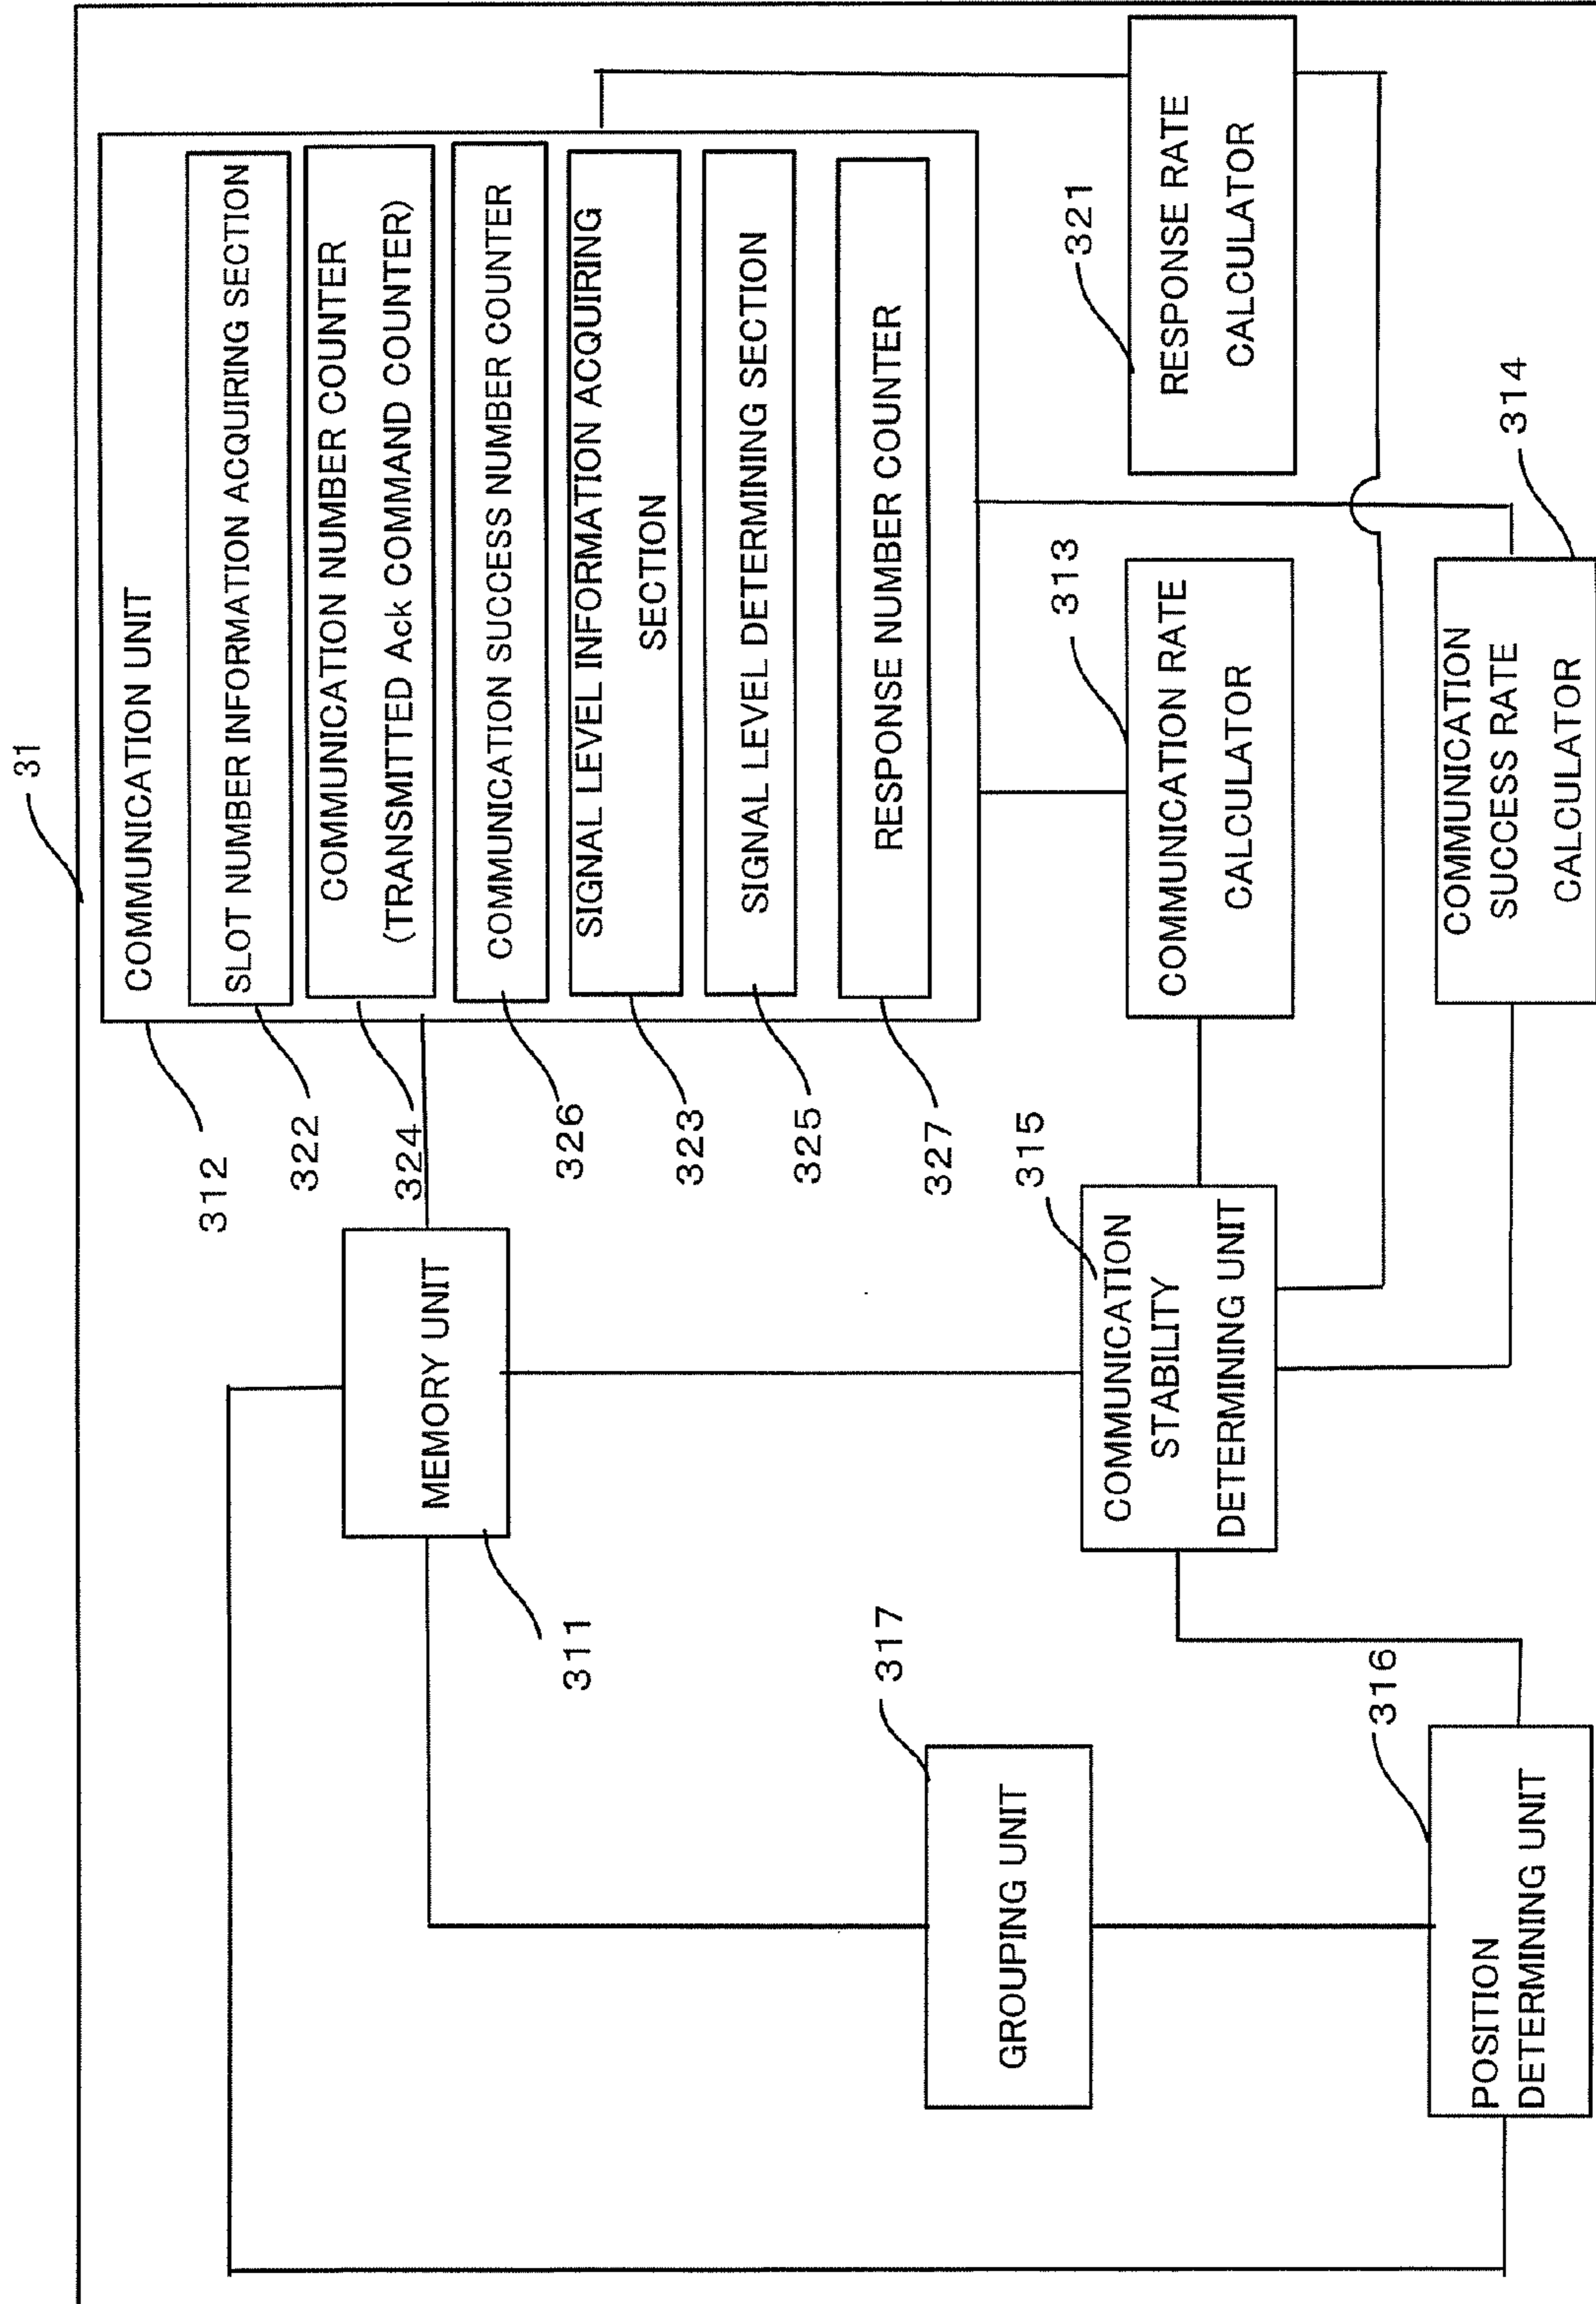 31
COMMUNICATION UNIT
SLOT NUMBER INFORMATION ACQUIRING SECTION
COMMUNICATION NUMBER COUNTER
(TRANSMITTED Ack COMMAND COUNTER)
COMMUNICATION SUCCESS NUMBER COUNTER
SIGNAL LEVEL INFORMATION ACQUIRING
SECTION
SIGNAL LEVEL DETERMINING SECTION
RESPONSE NUMBER COUNTER
312
322
324
326
323
325
327
MEMORY UNIT
311
321
RESPONSE RATE
CALCULATOR
313
COMMUNICATION RATE
CALCULATOR
314
COMMUNICATION
SUCCESS RATE
CALCULATOR
315
COMMUNICATION
STABILITY
DETERMINING UNIT
317
GROUPING UNIT
316
POSITION
DETERMINING UNIT